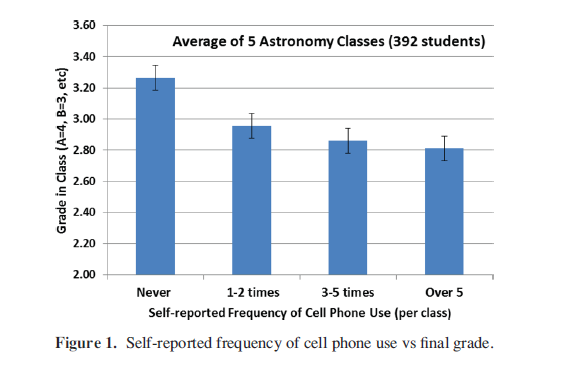 3.60
Average of 5 Astronomy Classes (392 students)
3.40
3.20
3.00
2.80
2.60
2.40
2.20
2.00
Grade in Class (A=4, B=3, etc)
Never 1-2 times 3-5 times Over 5
Self-reported Frequency of Cell Phone Use (per class)
Figure 1. Self-reported frequency of cell phone use vs final grade.